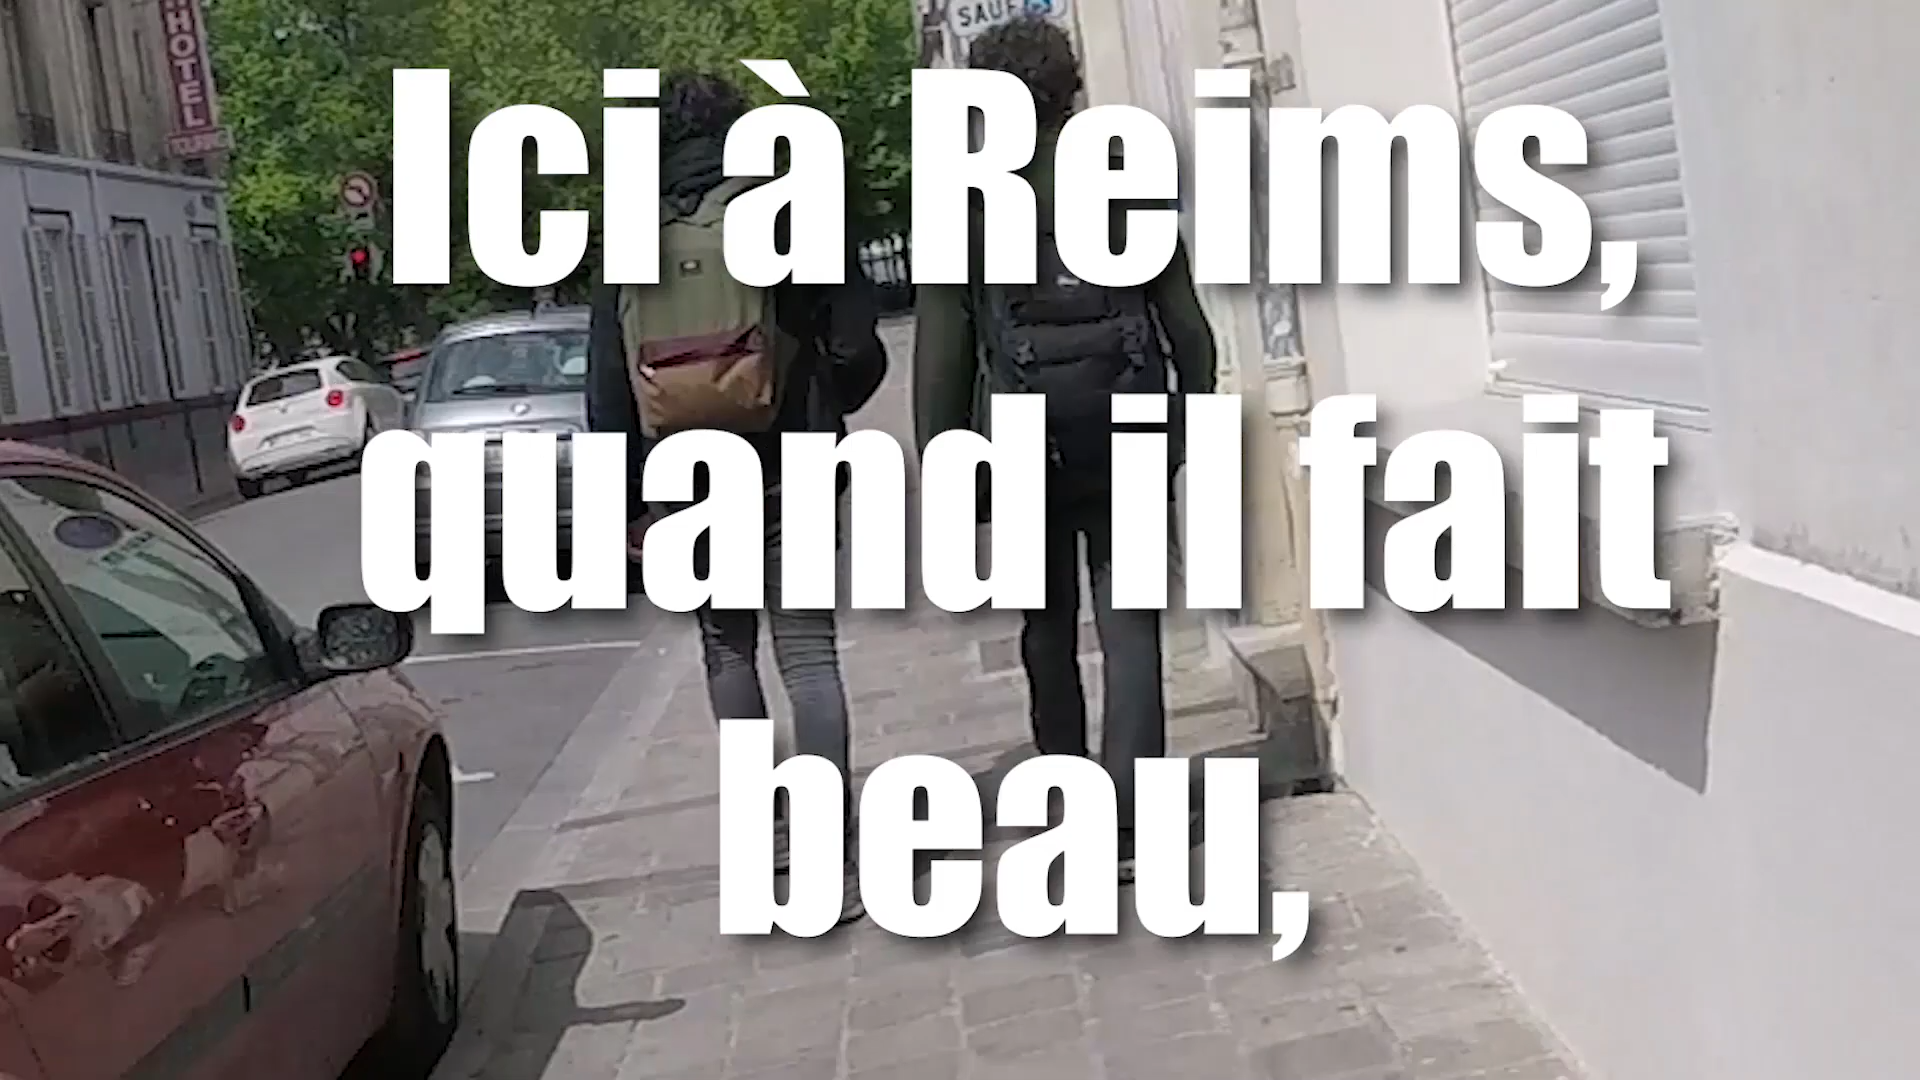 HOTEL
SAUF
Ici à Reims,
quand il fait
beau,